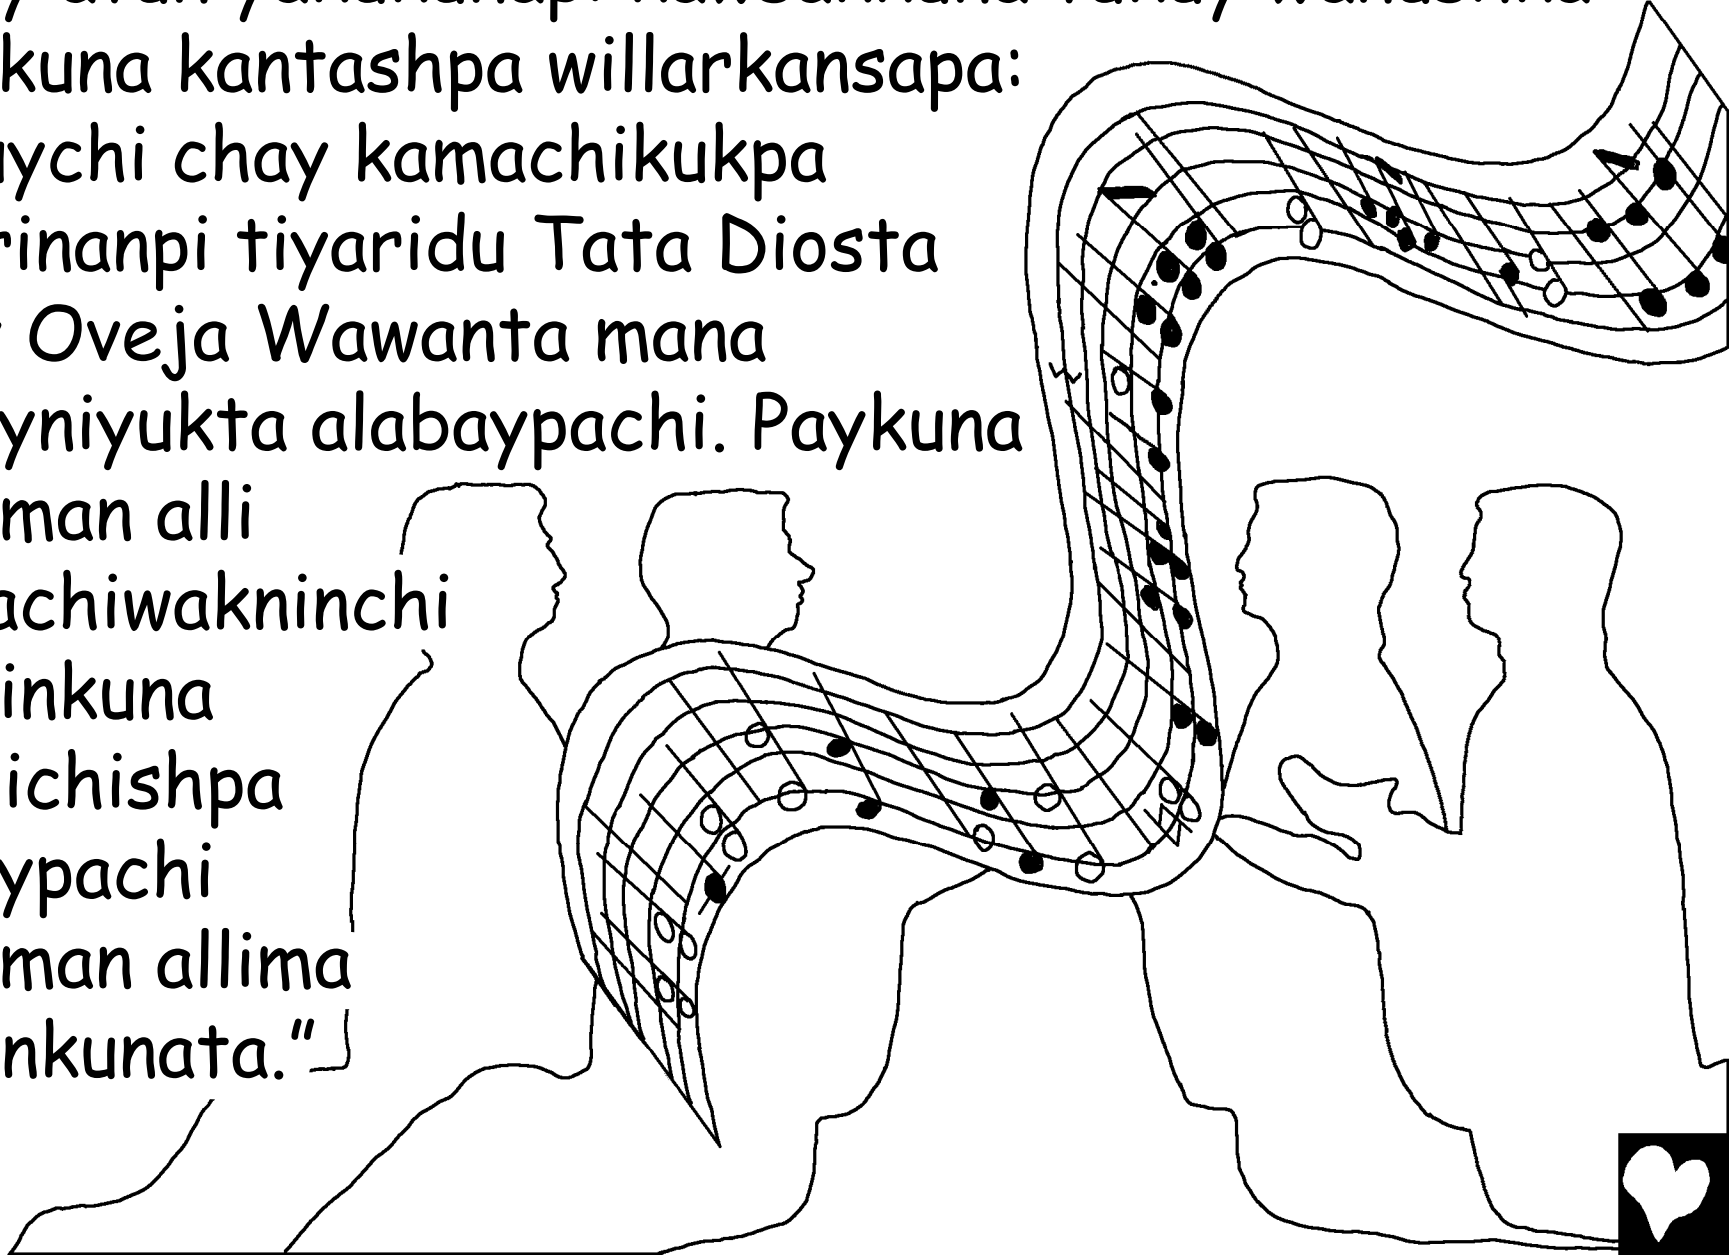 kuna kantashpa willarkansapa:
ychi chay kamachikukpa
rinanpi tiyaridu Tata Diosta
Oveja Wawanta mana
yniyukta alabaypachi. Paykuna
man alli
achiwakninchi
inkuna
ichishpa
ypachi
man allima
nkunata.”